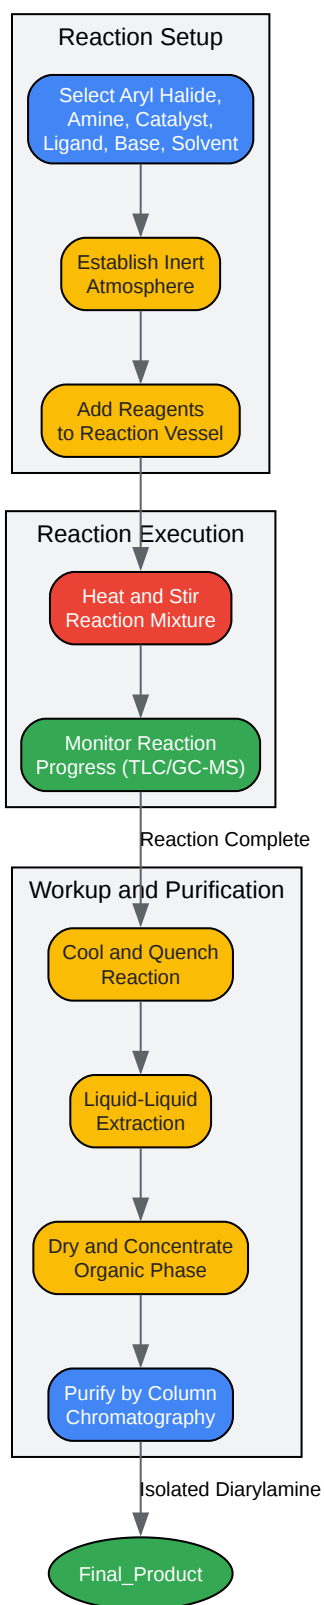 Reaction Setup
Select Aryl Halide,
Amine, Catalyst,
Ligand, Base, Solvent
Establish Inert
Atmosphere
Add Reagents
to Reaction Vessel
Reaction Execution
Heat and Stir
Reaction Mixture
Monitor Reaction
Progress (TLC/GC-MS)
Reaction Complete
Workup and Purification
Cool and Quench
Reaction
Liquid-Liquid
Extraction
Dry and Concentrate
Organic Phase
Purify by Column
Chromatography
Isolated Diarylamine
Final_Product